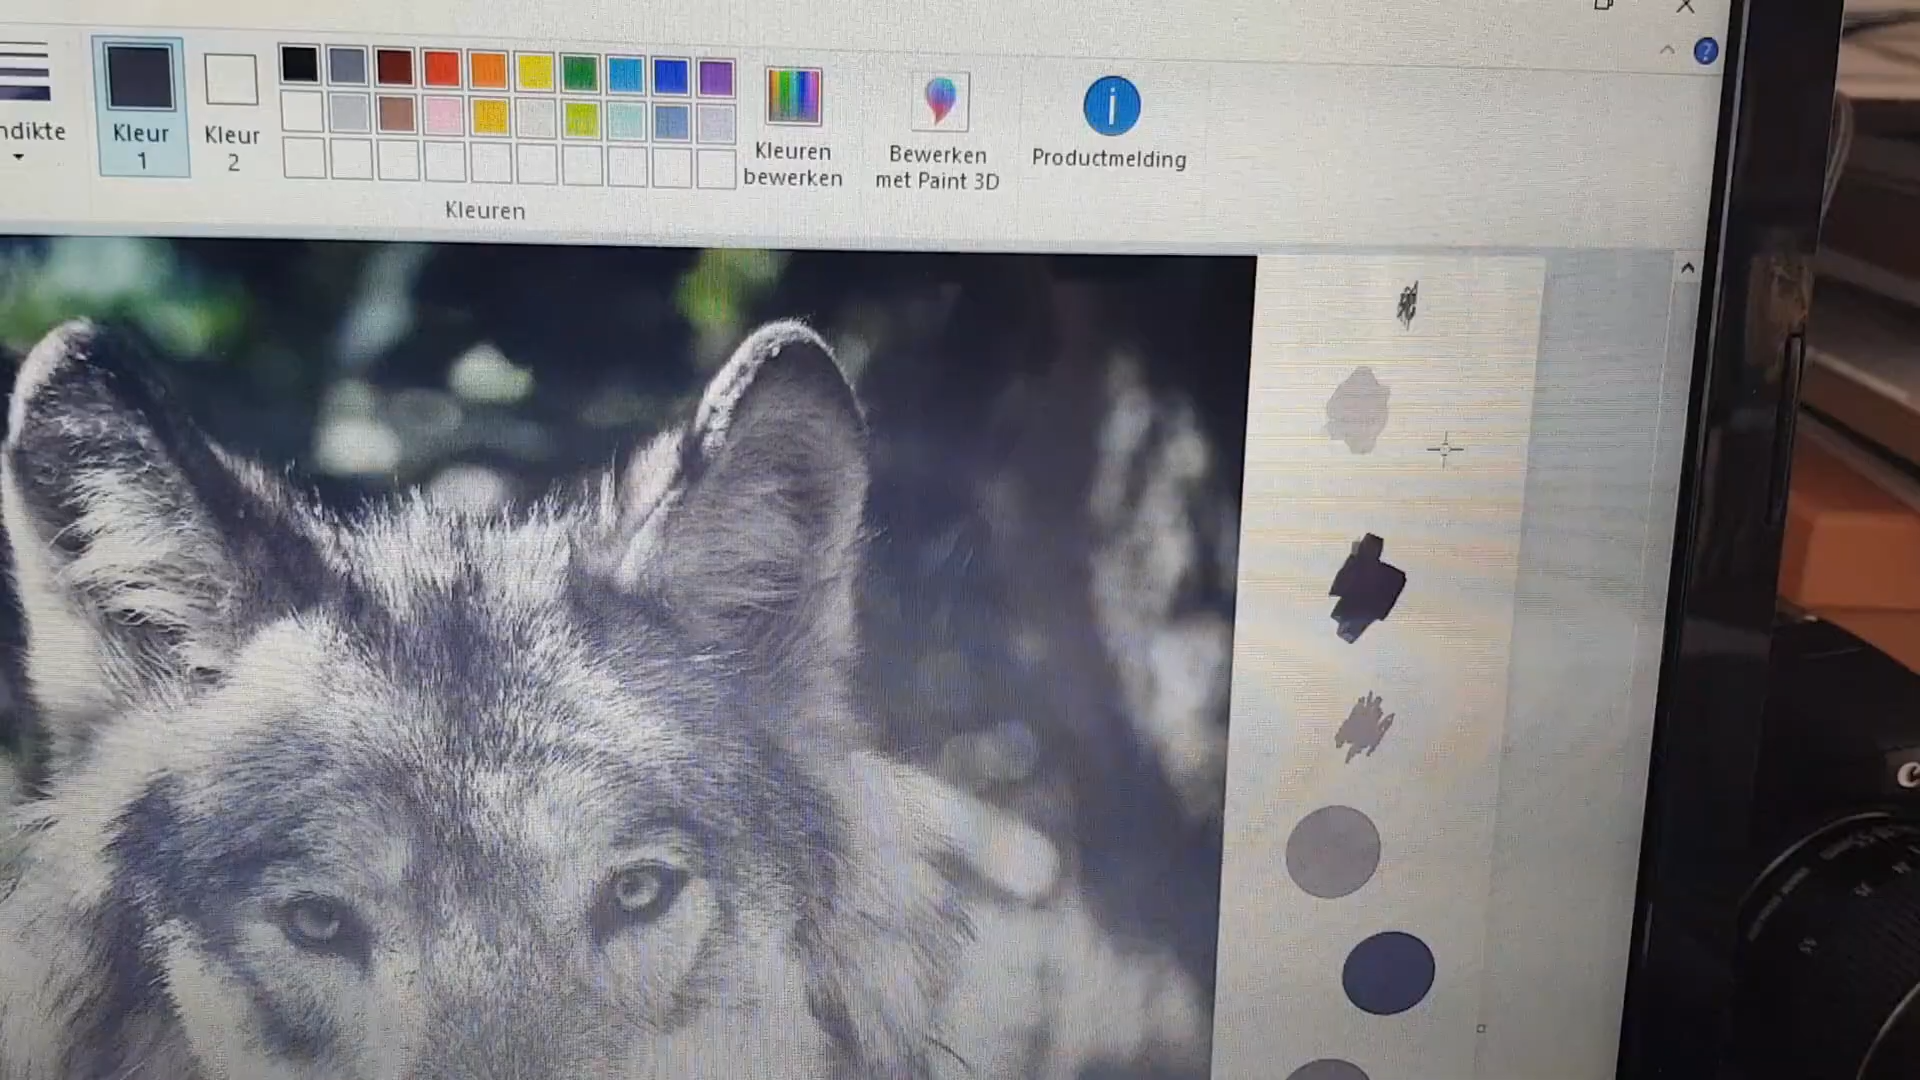 ndikte
Kleur
1
Kleur
2
Kleuren
bewerken
Bewerken
met Paint 3D
Productmelding
Kleuren